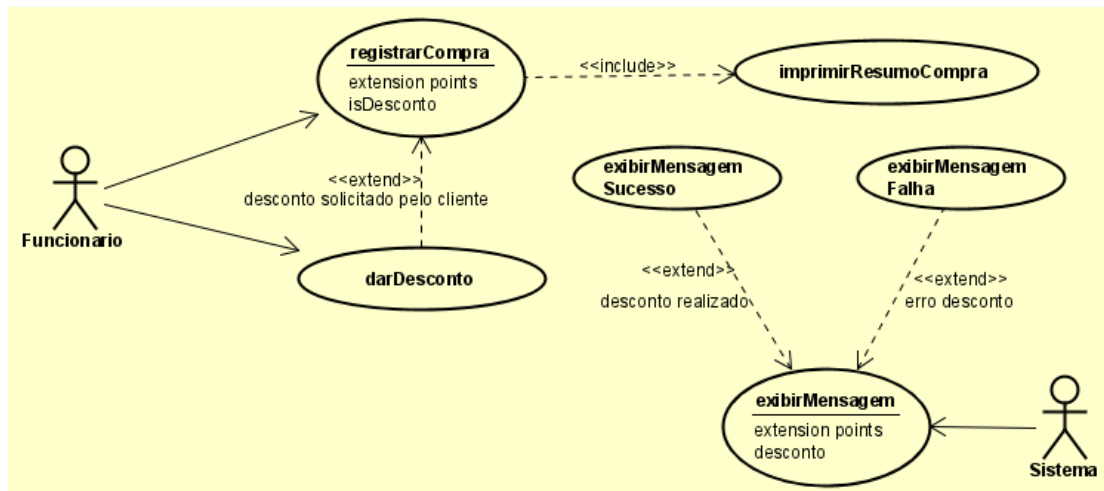 registrarCompra
extension points
isDesconto
<<include>>
imprimirResumoCompra
exibirMensagem
Sucesso
exibirMensagem
Falha
<<extend>>
desconto solicitado pelo cliente
Funcionario
darDesconto
<<extend>>
desconto realizado
<<extend>>
erro desconto
exibirMensagem
extension points
desconto
Sistema